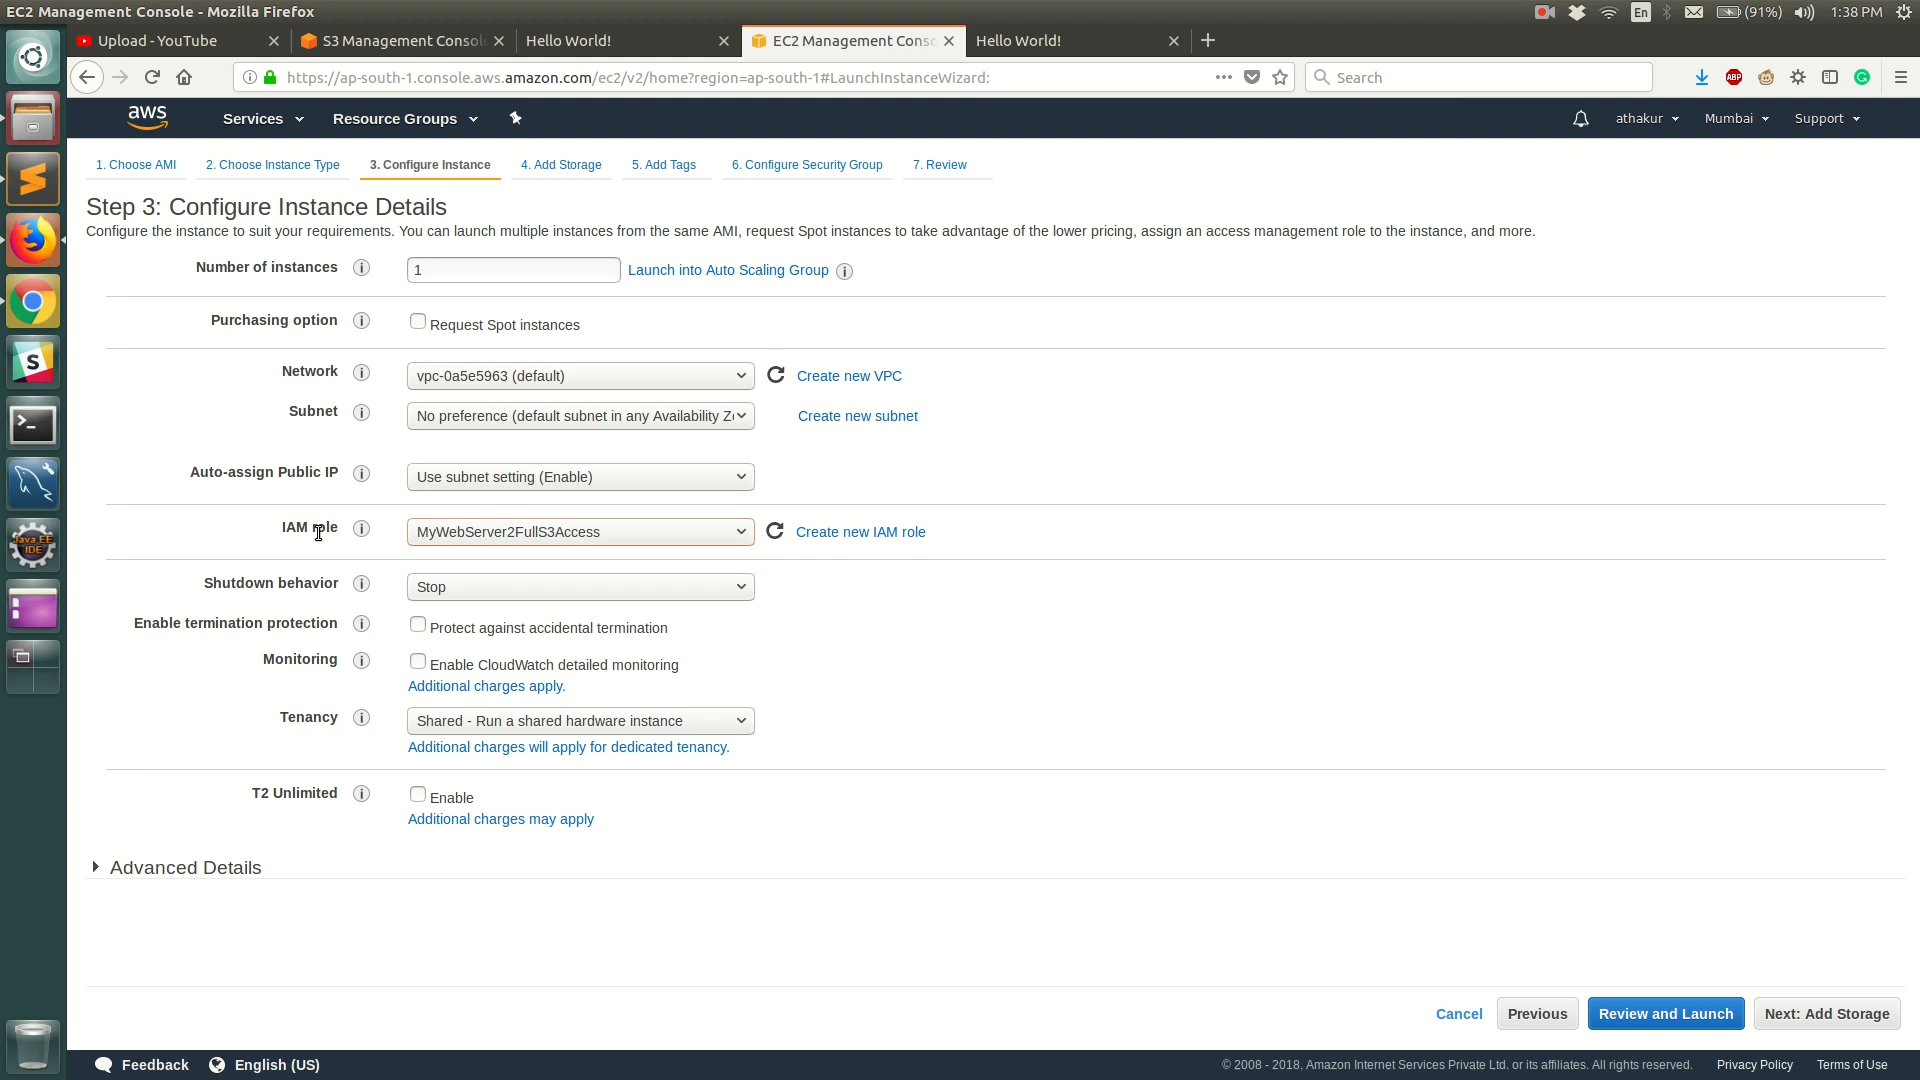 EC2 Management Console - Mozilla Firefox
En
(91%)
1:38 PM
Upload - YouTube
S3 Management Consol
Hello World!
EC2 Management Cons
Hello World!
https://ap-south-1.console.aws.amazon.com/ec2/v2/home?region=ap-south-1#LaunchInstanceWizard:
Search
ABP
aws
Services
Resource Groups
athakur
Mumbai
Support
1. Choose AMI
2. Choose Instance Type
3. Configure Instance
4. Add Storage
5. Add Tags
6. Configure Security Group
7. Review
Step 3: Configure Instance Details
Configure the instance to suit your requirements. You can launch multiple instances from the same AMI, request Spot instances to take advantage of the lower pricing, assign an access management role to the instance, and more.
Number of instances
1
Launch into Auto Scaling Group
Purchasing option
Request Spot instances
Network
vpc-0a5e5963 (default)
Create new VPC
Subnet
No preference (default subnet in any Availability Z
Create new subnet
Auto-assign Public IP
Use subnet setting (Enable)
IAM role
MyWebServer2FullS3Access
Create new IAM role
Java EE
IDE
Shutdown behavior
Stop
Enable termination protection
Protect against accidental termination
Monitoring
Enable CloudWatch detailed monitoring
Additional charges apply.
Tenancy
Shared - Run a shared hardware instance
Additional charges will apply for dedicated tenancy.
T2 Unlimited
Enable
Additional charges may apply
Advanced Details
Cancel
Previous
Review and Launch
Next: Add Storage
Feedback
English (US)
© 2008 - 2018, Amazon Internet Services Private Ltd. or its affiliates. All rights reserved.
Privacy Policy
Terms of Use